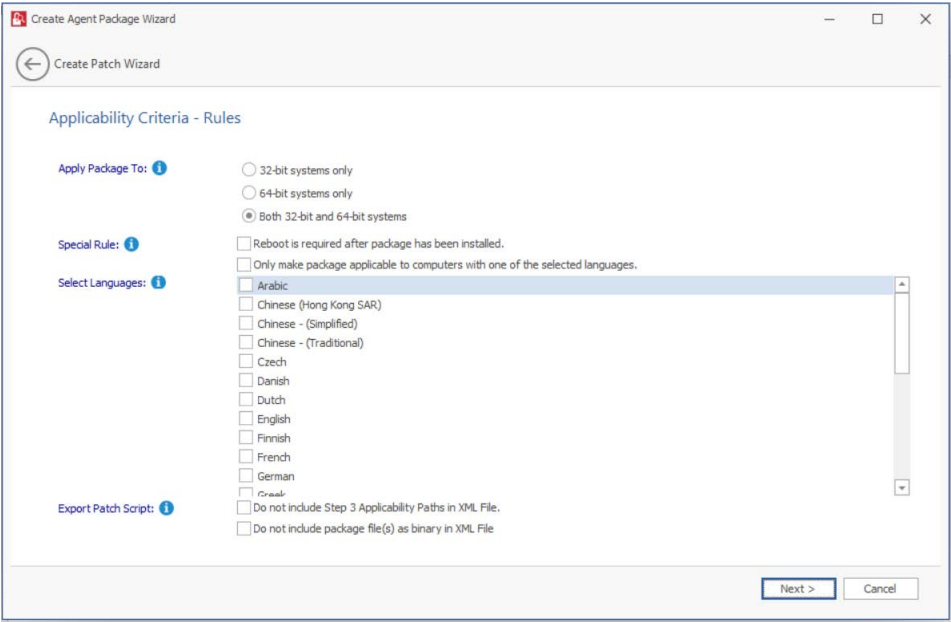 Create Agent Package Wizard
Create Patch Wizard
Applicability Criteria - Rules
Apply Package To:
32-bit systems only
64-bit systems only
Both 32-bit and 64-bit systems
Special Rule:
Reboot is required after package has been installed.
Only make package applicable to computers with one of the selected languages.
Select Languages:
Arabic
Chinese (Hong Kong SAR)
Chinese - (Simplified)
Chinese - (Traditional)
Czech
Danish
Dutch
English
Finnish
French
German
Greek
Export Patch Script:
Do not include Step 3 Applicability Paths in XML File.
Do not include package file(s) as binary in XML File
Next >
Cancel